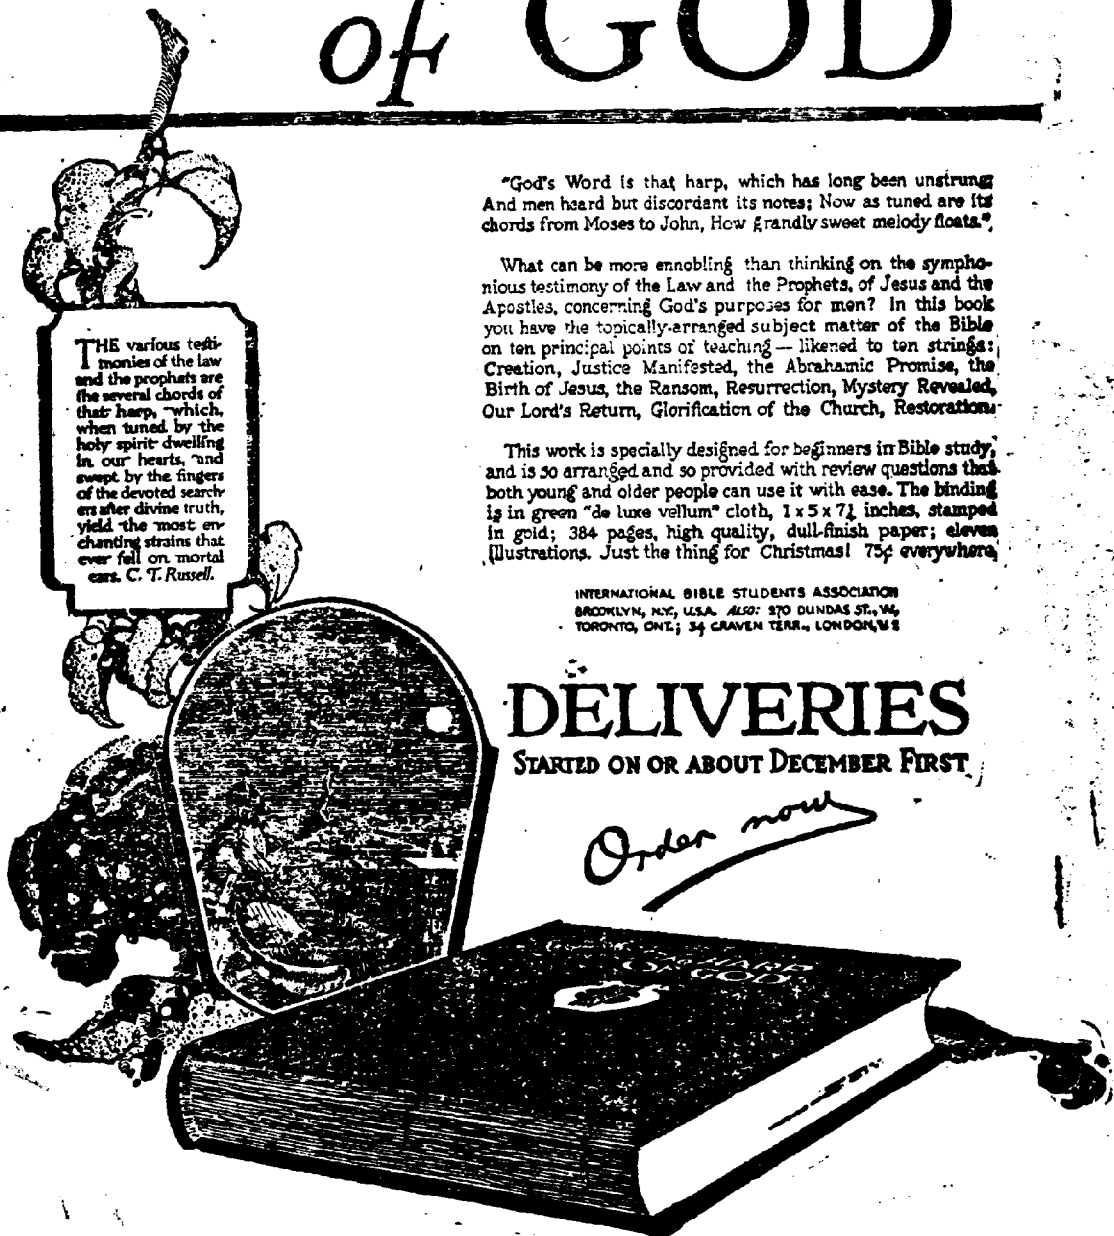 of GOD
"God's Word is that harp, which has long been unstrung;
And men heard but discordant its notes; Now as tuned are its
chords from Moses to John, How grandly sweet melody floats."
What can be more ennobling than thinking on the sympho-
nious testimony of the Law and the Prophets, of Jesus and the
Apostles, concerning God's purposes for men? In this book
you have the topically-arranged subject matter of the Bible
on ten principal points of teaching — likened to ten strings:
Creation, Justice Manifested, the Abrahamic Promise, the
Birth of Jesus, the Ransom, Resurrection, Mystery Revealed,
Our Lord's Return, Glorification of the Church, Restoration.
This work is specially designed for beginners in Bible study,
and is so arranged and so provided with review questions that
both young and older people can use it with ease. The binding
is in green "de luxe vellum" cloth, 1 x 5 x 7½ inches, stamped
in gold; 384 pages, high quality, dull-finish paper; eleven
illustrations. Just the thing for Christmas! 75¢ everywhere.
INTERNATIONAL BIBLE STUDENTS ASSOCIATION
BROOKLYN, N.Y., U.S.A. ALSO: 270 DUNDAS ST., W.,
TORONTO, ONT.; 34 CRAVEN TERR., LONDON,
THE various testi-
monies of the law
and the prophets are
the several chords of
that harp, which,
when tuned by the
holy spirit dwelling
in our hearts, and
swept by the fingers
of the devoted search-
ers after divine truth,
yield the most en-
chanting strains that
ever fell on mortal
ears. C. T. Russell.
DELIVERIES
STARTED ON OR ABOUT DECEMBER FIRST
Order now
HARP
OF GOD